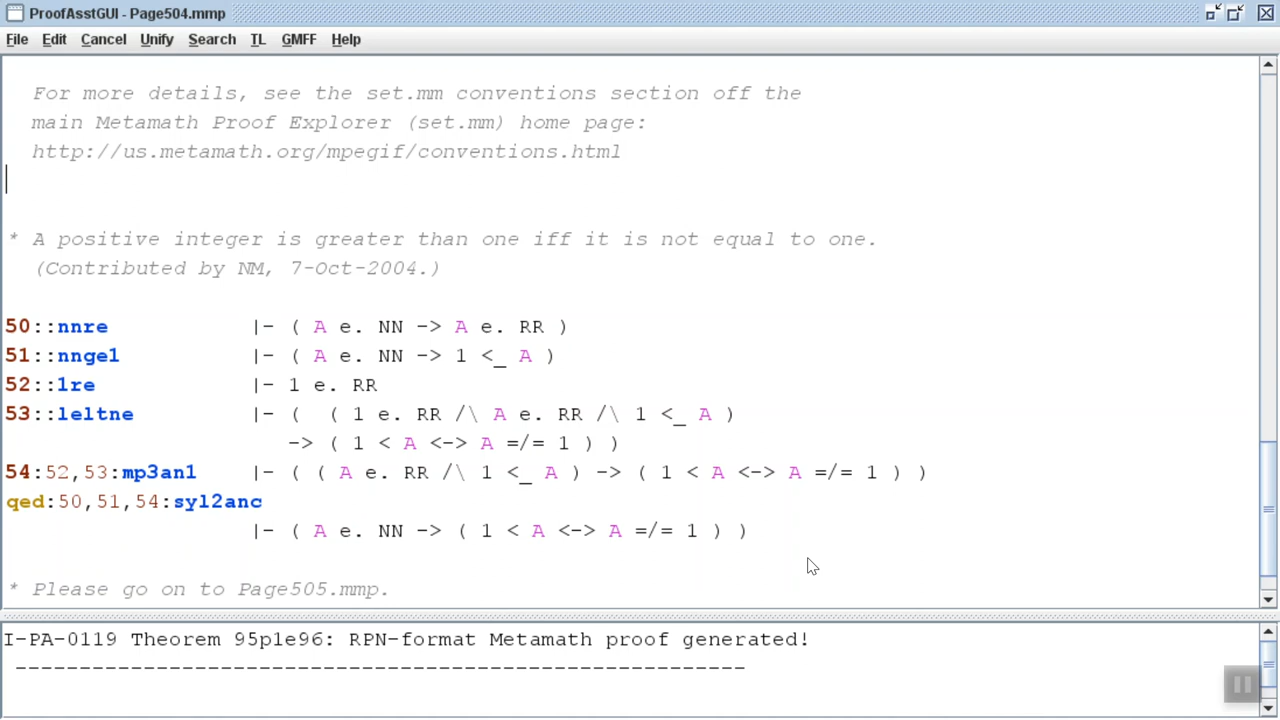 ProofAsstGUI - Page504.mmp
File Edit Cancel Unify Search TL GMFF Help
For more details, see the set.mm conventions section off the
main Metamath Proof Explorer (set.mm) home page:
http://us.metamath.org/mpegif/conventions.html
* A positive integer is greater than one iff it is not equal to one.
(Contributed by NM, 7-Oct-2004.)
50::nnre |- ( A e. NN -> A e. RR )
51::nnge1 |- ( A e. NN -> 1 <_ A )
52::1re |- 1 e. RR
53::leltne |- ( ( 1 e. RR /\ A e. RR /\ 1 <_ A )
-> ( 1 < A <-> A =/= 1 ) )
54:52,53:mp3an1 |- ( ( A e. RR /\ 1 <_ A ) -> ( 1 < A <-> A =/= 1 ) )
qed:50,51,54:syl2anc
|- ( A e. NN -> ( 1 < A <-> A =/= 1 ) )
* Please go on to Page505.mmp.
I-PA-0119 Theorem 95p1e96: RPN-format Metamath proof generated!
---------------------------------------------------------